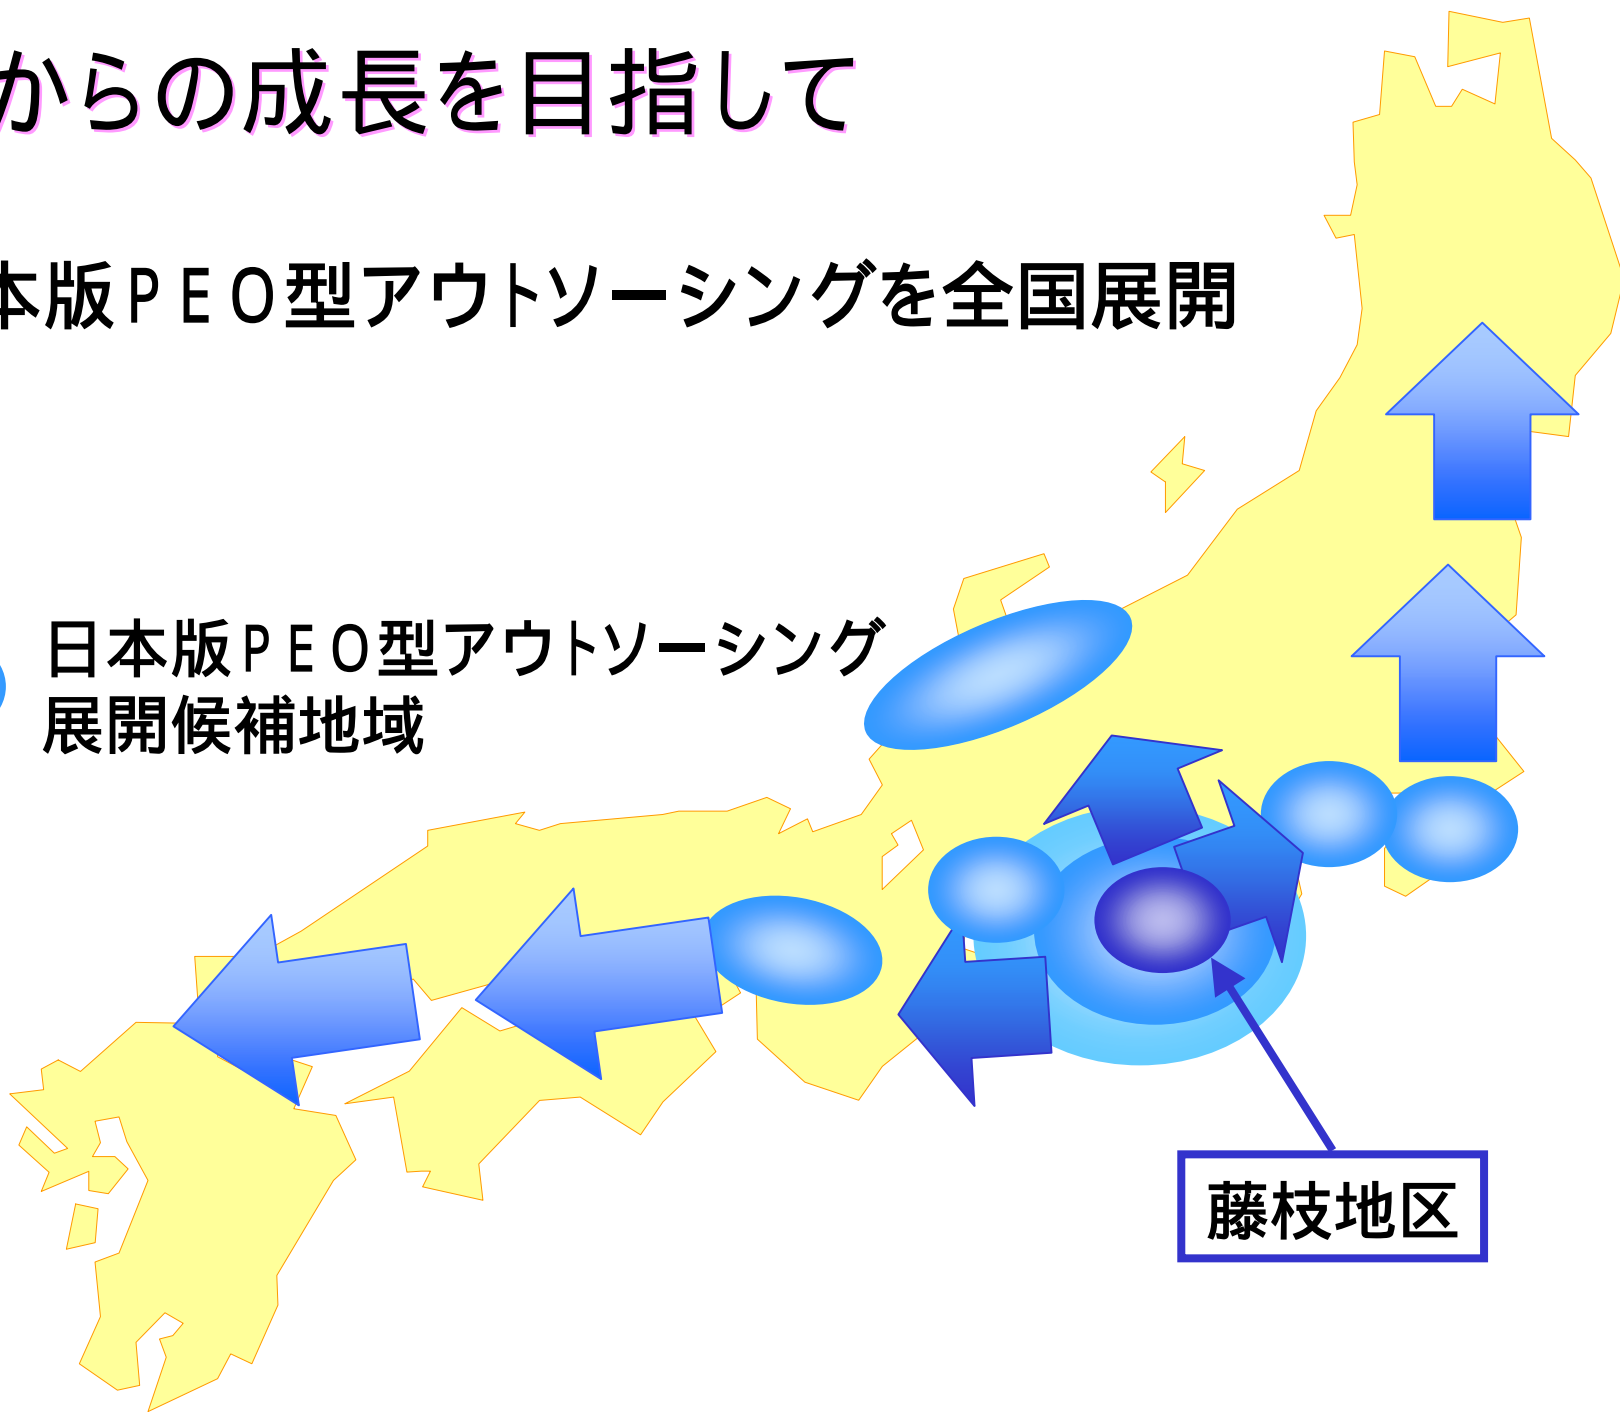 からの成長を目指して
本版ＰＥＯ型アウトソーシングを全国展開
日本版ＰＥＯ型アウトソーシング
展開候補地域
藤枝地区